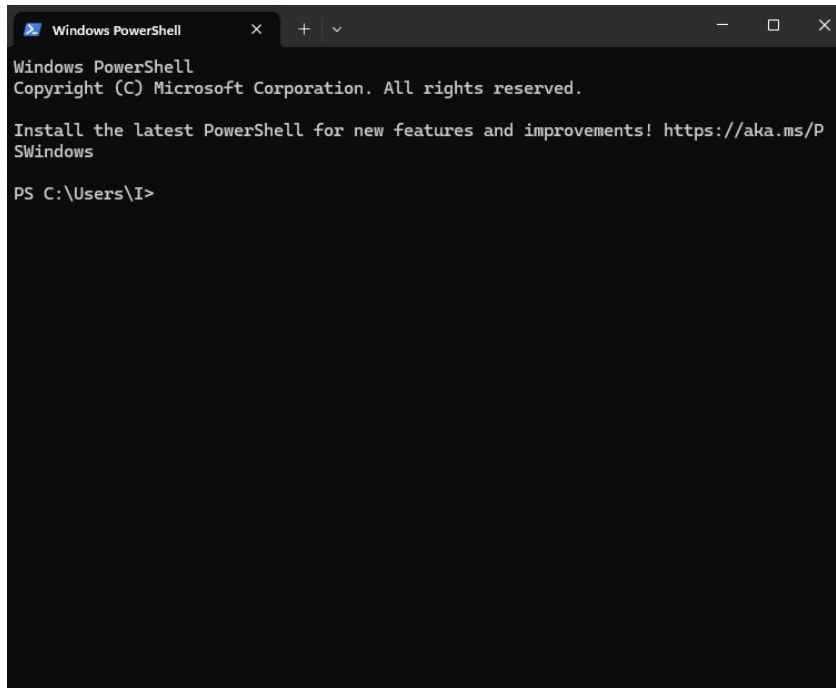 Windows PowerShell
Windows PowerShell
Copyright (C) Microsoft Corporation. All rights reserved.
Install the latest PowerShell for new features and improvements! https://aka.ms/P
SWindows
PS C:\Users\I>